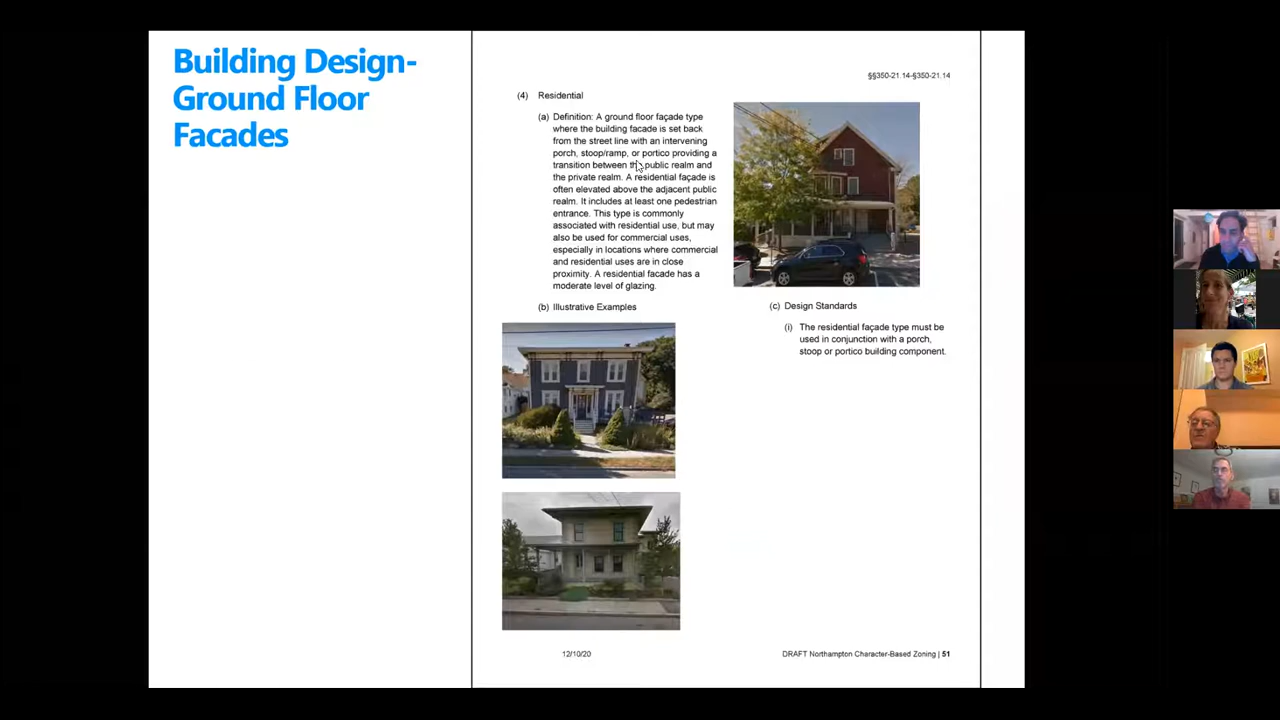 Building Design-
Ground Floor
Facades
§§350-21.14-§350-21.14
(4) Residential
(a) Definition: A ground floor façade type
where the building facade is set back
from the street line with an intervening
porch, stoop/ramp, or portico providing a
transition between the public realm and
the private realm. A residential façade is
often elevated above the adjacent public
realm. It includes at least one pedestrian
entrance. This type is commonly
associated with residential use, but may
also be used for commercial uses,
especially in locations where commercial
and residential uses are in close
proximity. A residential facade has a
moderate level of glazing.
(b) Illustrative Examples
(c) Design Standards
(i) The residential façade type must be
used in conjunction with a porch,
stoop or portico building component.
12/10/20
DRAFT Northampton Character-Based Zoning | 51